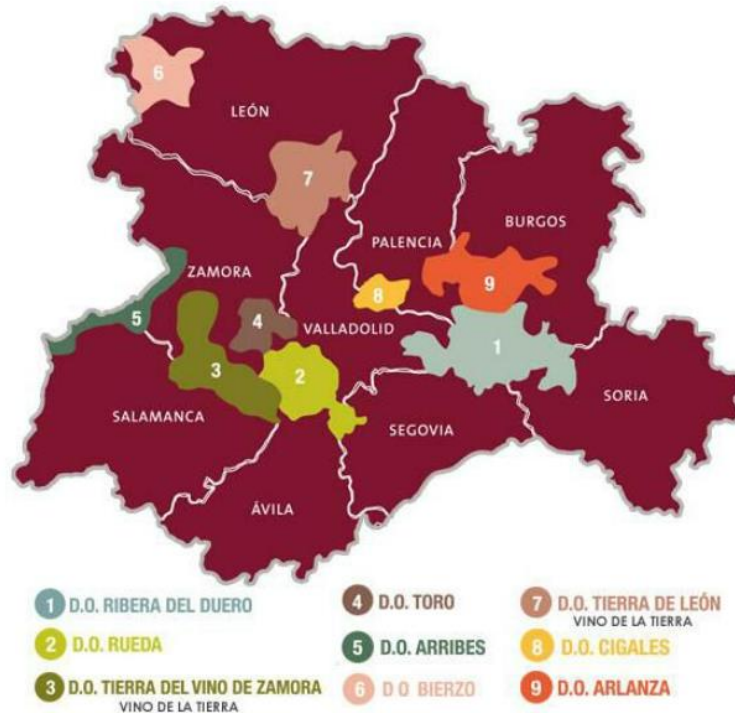 6
LEÓN
7
BURGOS
PALENCIA
ZAMORA
9
8
5
4
VALLADOLID
1
3
2
SORIA
SALAMANCA
SEGOVIA
ÁVILA
1 D.O. RIBERA DEL DUERO
2 D.O. RUEDA
3 D.O. TIERRA DEL VINO DE ZAMORA
VINO DE LA TIERRA
4 D.O. TORO
5 D.O. ARRIBES
6 D O BIERZO
7 D.O. TIERRA DE LEÓN
VINO DE LA TIERRA
8 D.O. CIGALES
9 D.O. ARLANZA